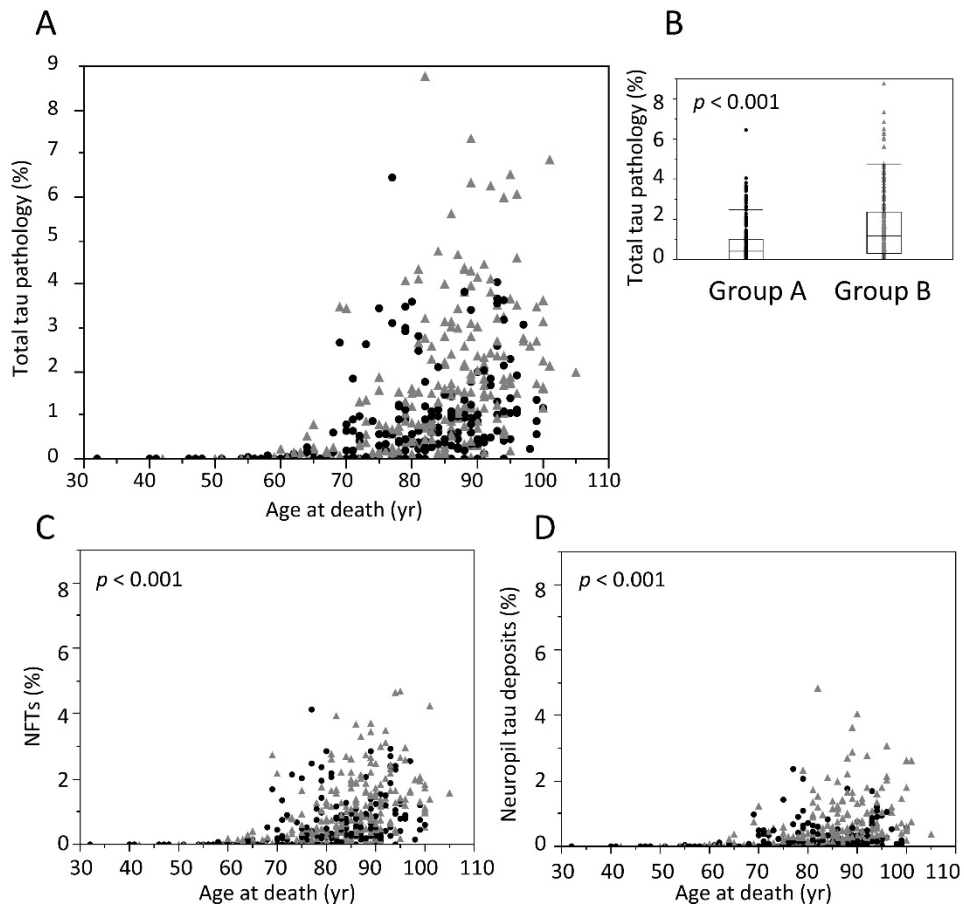 A
Total tau pathology (%)
9
8
7
6
5
4
3
2
1
0
30 40 50 60 70 80 90 100 110
Age at death (yr)
B
Total tau pathology (%)
8
6
4
2
0
p < 0.001
Group A Group B
C
NFTs (%)
8
6
4
2
0
p < 0.001
30 40 50 60 70 80 90 100 110
Age at death (yr)
D
Neuropil tau deposits (%)
8
6
4
2
0
p < 0.001
30 40 50 60 70 80 90 100 110
Age at death (yr)